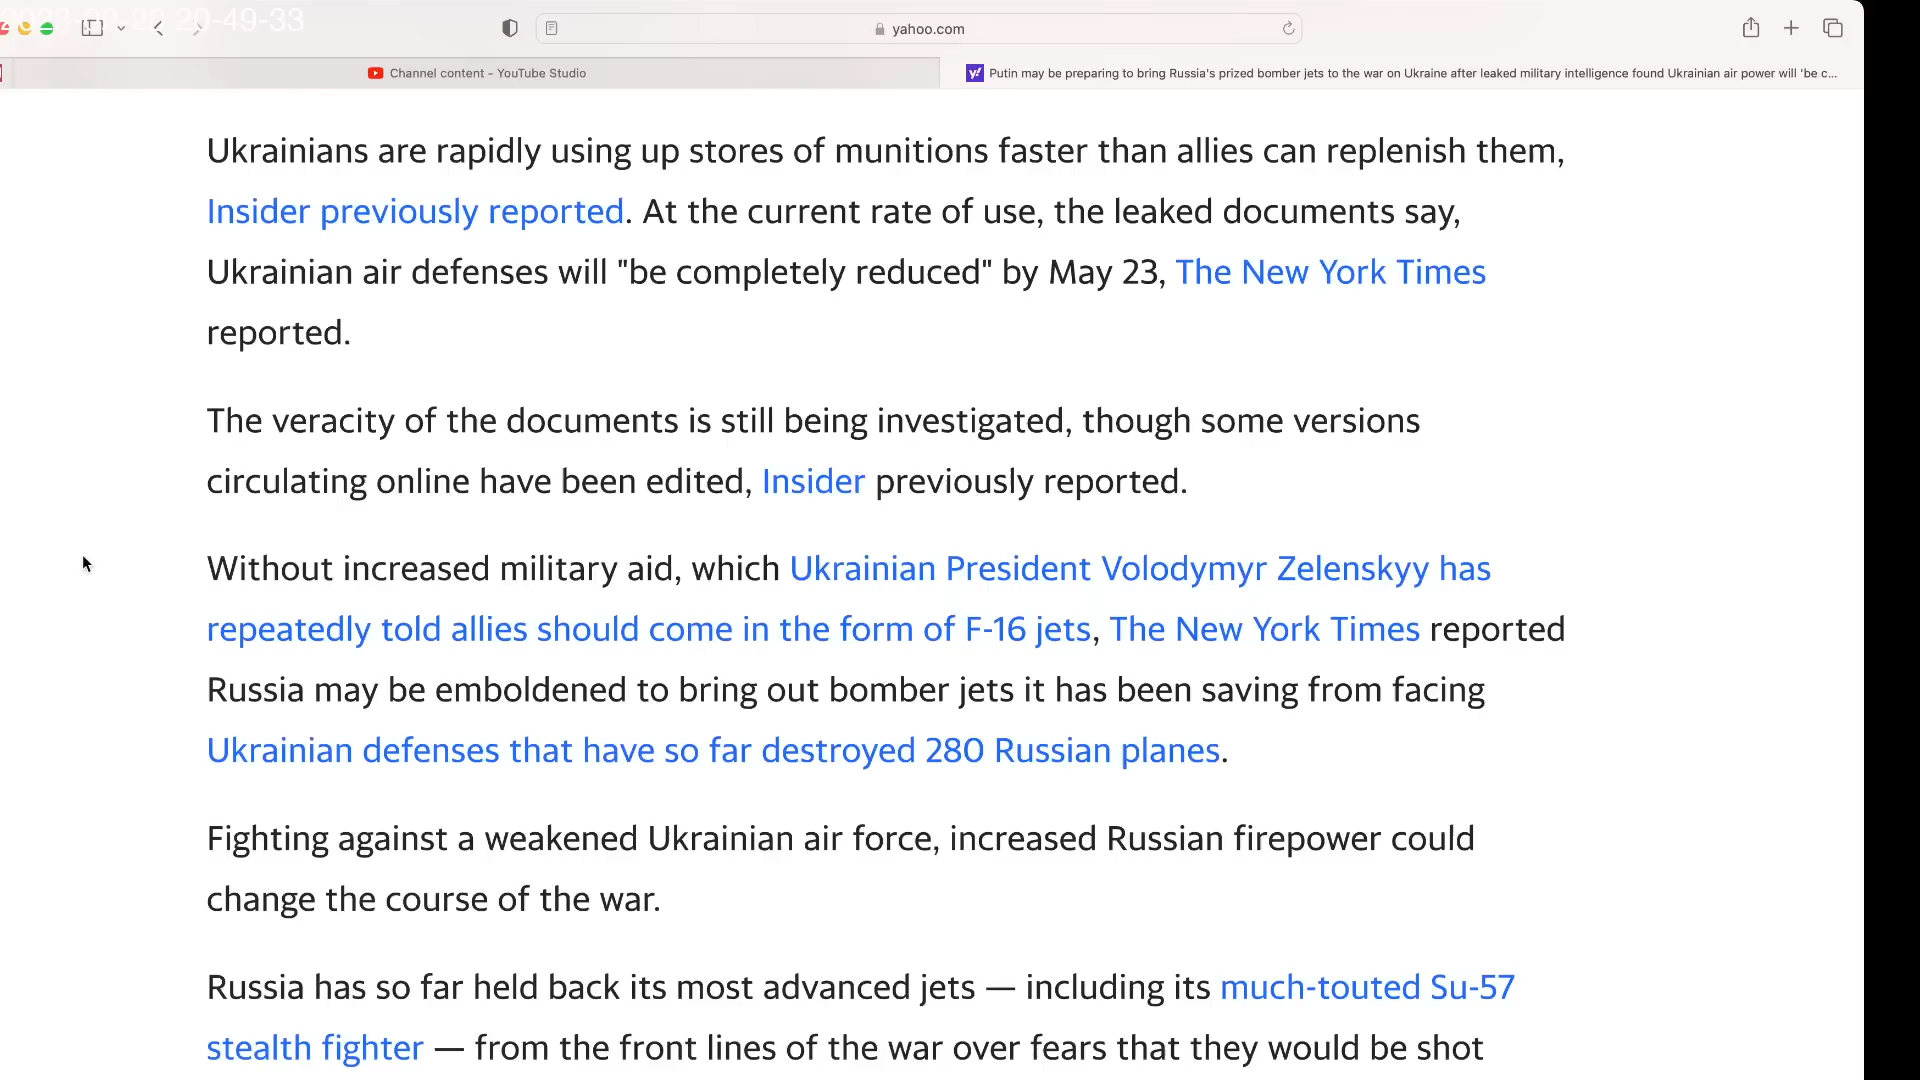 20-49-33
yahoo.com
Channel content - YouTube Studio
Putin may be preparing to bring Russia's prized bomber jets to the war on Ukraine after leaked military intelligence found Ukrainian air power will 'be c...
Ukrainians are rapidly using up stores of munitions faster than allies can replenish them,
Insider previously reported. At the current rate of use, the leaked documents say,
Ukrainian air defenses will "be completely reduced" by May 23, The New York Times
reported.
The veracity of the documents is still being investigated, though some versions
circulating online have been edited, Insider previously reported.
Without increased military aid, which Ukrainian President Volodymyr Zelenskyy has
repeatedly told allies should come in the form of F-16 jets, The New York Times reported
Russia may be emboldened to bring out bomber jets it has been saving from facing
Ukrainian defenses that have so far destroyed 280 Russian planes.
Fighting against a weakened Ukrainian air force, increased Russian firepower could
change the course of the war.
Russia has so far held back its most advanced jets — including its much-touted Su-57
stealth fighter — from the front lines of the war over fears that they would be shot